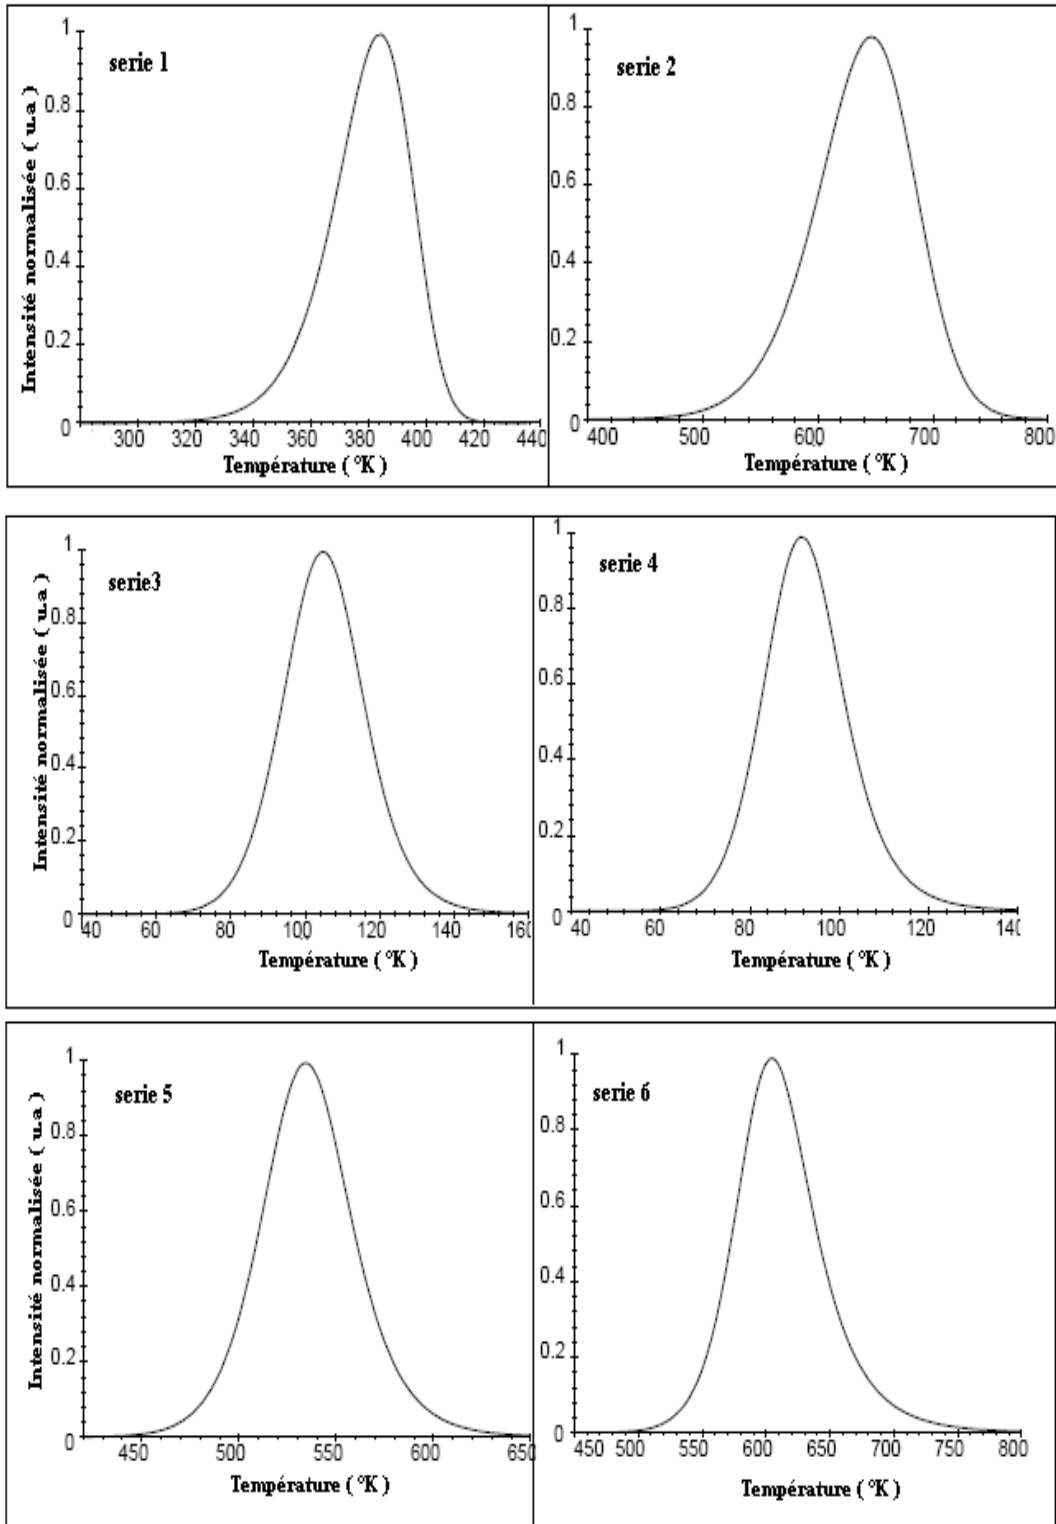 serie 1
Intensité normalisée ( u.a )
1
0.8
0.6
0.4
0.2
0
300 320 340 360 380 400 420 440
Température ( °K )
serie 2
1
0.8
0.6
0.4
0.2
0
400 500 600 700 800
Température ( °K )
serie3
Intensité normalisée ( u.a )
1
0.8
0.6
0.4
0.2
0
40 60 80 100 120 140 160
Température ( °K )
serie 4
1
0.8
0.6
0.4
0.2
0
40 60 80 100 120 140
Température ( °K )
serie 5
Intensité normalisée ( u.a )
1
0.8
0.6
0.4
0.2
0
450 500 550 600 650
Température ( °K )
serie 6
1
0.8
0.6
0.4
0.2
0
450 500 550 600 650 700 750 800
Température ( °K )